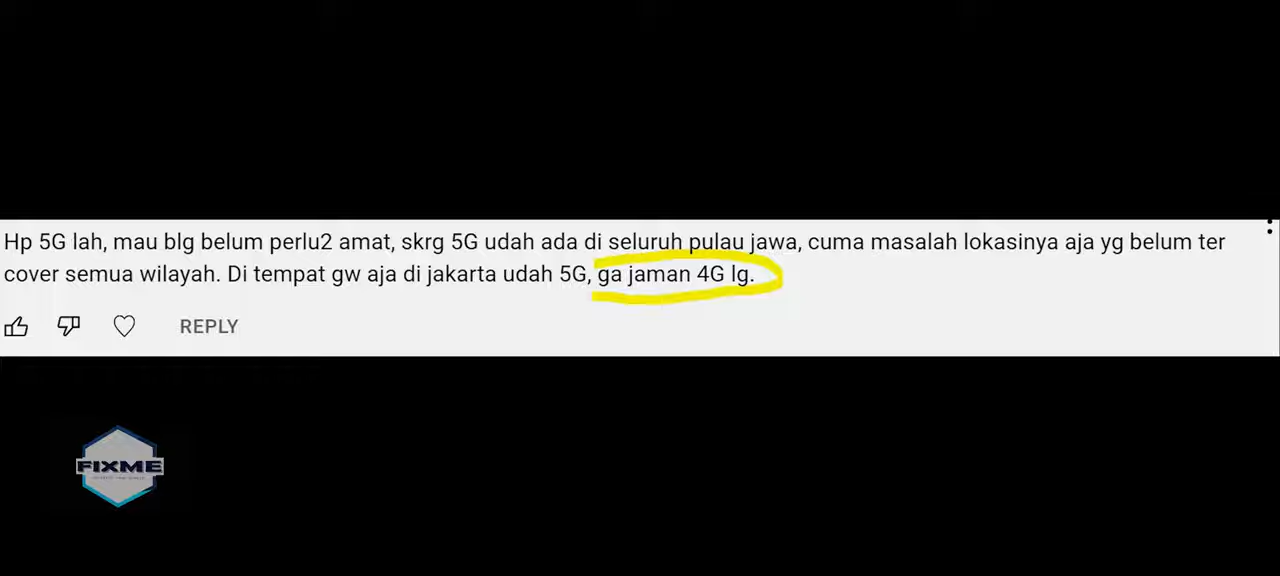 Hp 5G lah, mau blg belum perlu2 amat, skrg 5G udah ada di seluruh pulau jawa, cuma masalah lokasinya aja yg belum ter
cover semua wilayah. Di tempat gw aja di jakarta udah 5G, ga jaman 4G lg.
REPLY
FIXME